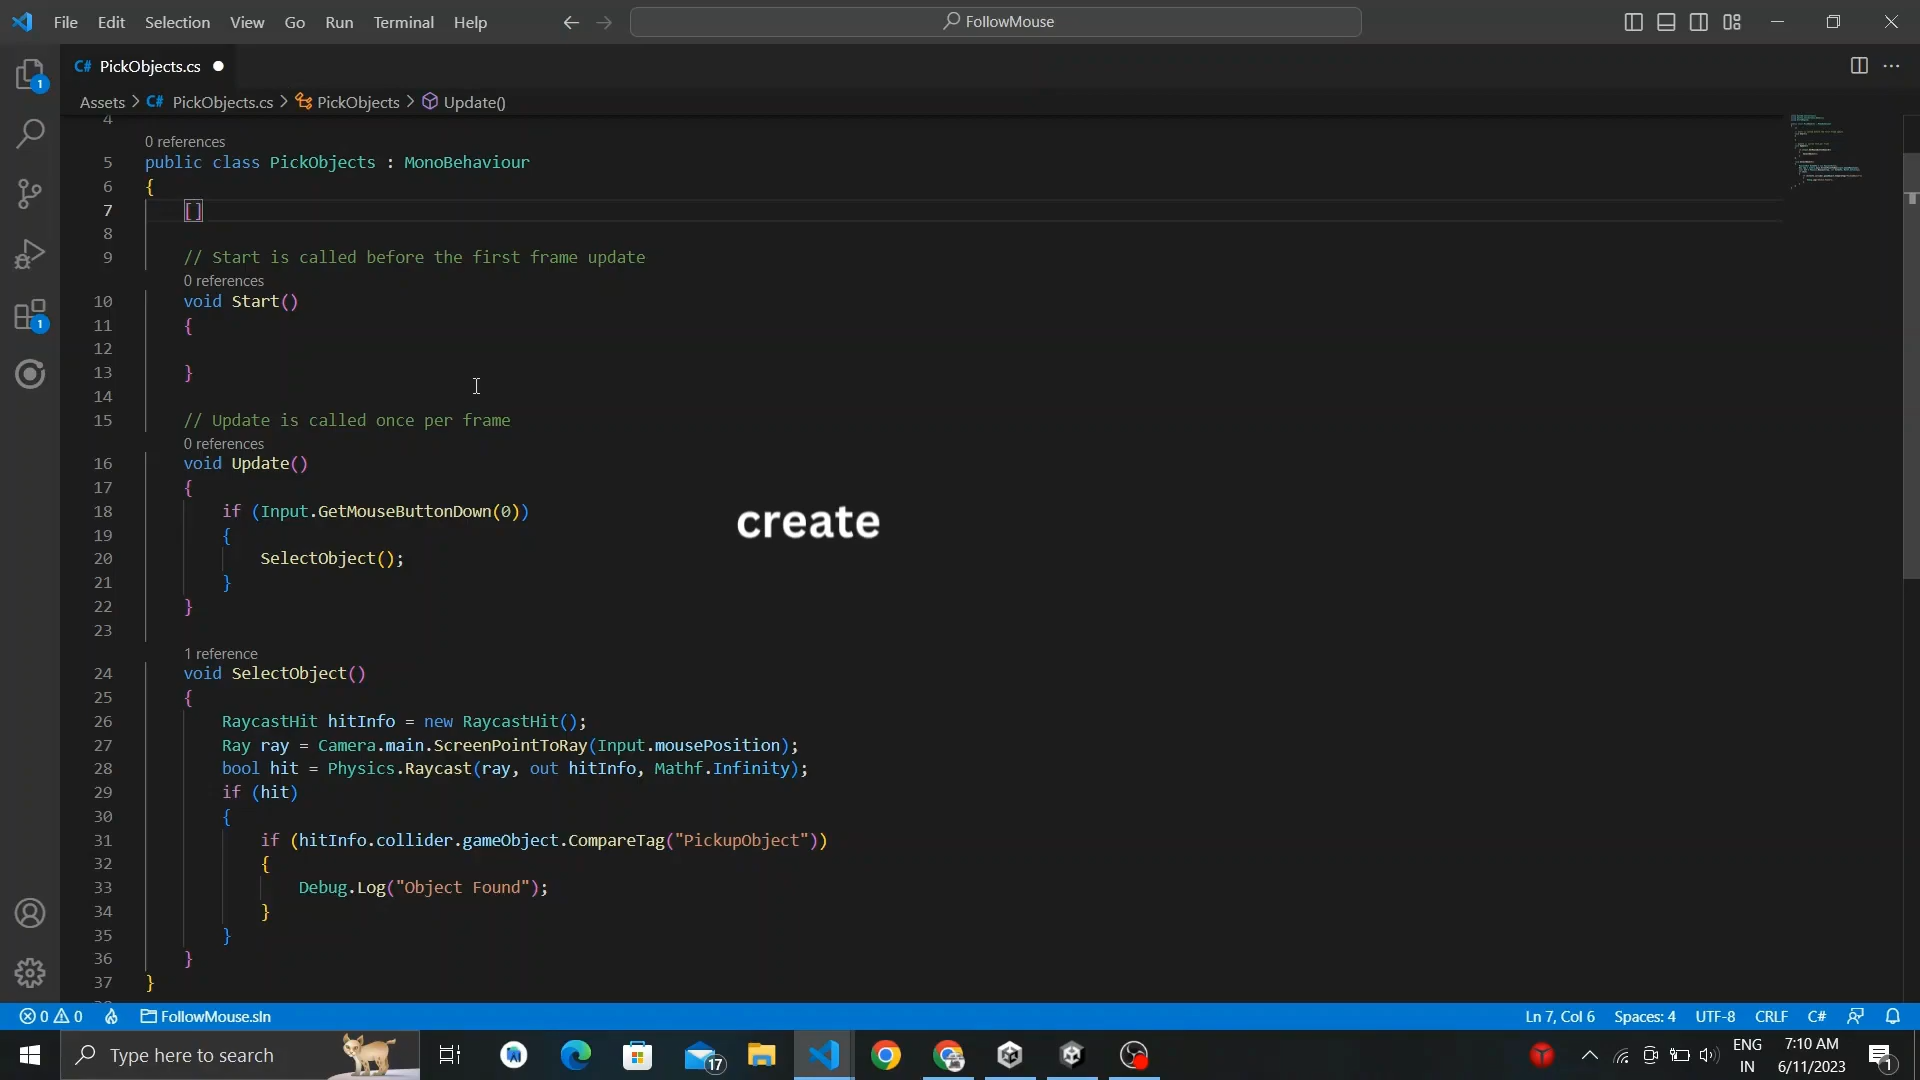 File Edit Selection View Go Run Terminal Help
FollowMouse
1
C# PickObjects.cs
Assets > C# PickObjects.cs > PickObjects > Update()
4
0 references
5 public class PickObjects : MonoBehaviour
6 {
7 []
8
9 // Start is called before the first frame update
0 references
10 void Start()
11 {
12
13 }
14
15 // Update is called once per frame
0 references
16 void Update()
17 {
18 if (Input.GetMouseButtonDown(0))
19 {
20 SelectObject();
21 }
22 }
23
1 reference
24 void SelectObject()
25 {
26 RaycastHit hitInfo = new RaycastHit();
27 Ray ray = Camera.main.ScreenPointToRay(Input.mousePosition);
28 bool hit = Physics.Raycast(ray, out hitInfo, Mathf.Infinity);
29 if (hit)
30 {
31 if (hitInfo.collider.gameObject.CompareTag("PickupObject"))
32 {
33 Debug.Log("Object Found");
34 }
35 }
36 }
37 }
create
1
0 0 FollowMouse.sln
Ln 7, Col 6 Spaces: 4 UTF-8 CRLF C#
Type here to search
17
ENG
IN
7:10 AM
6/11/2023
1